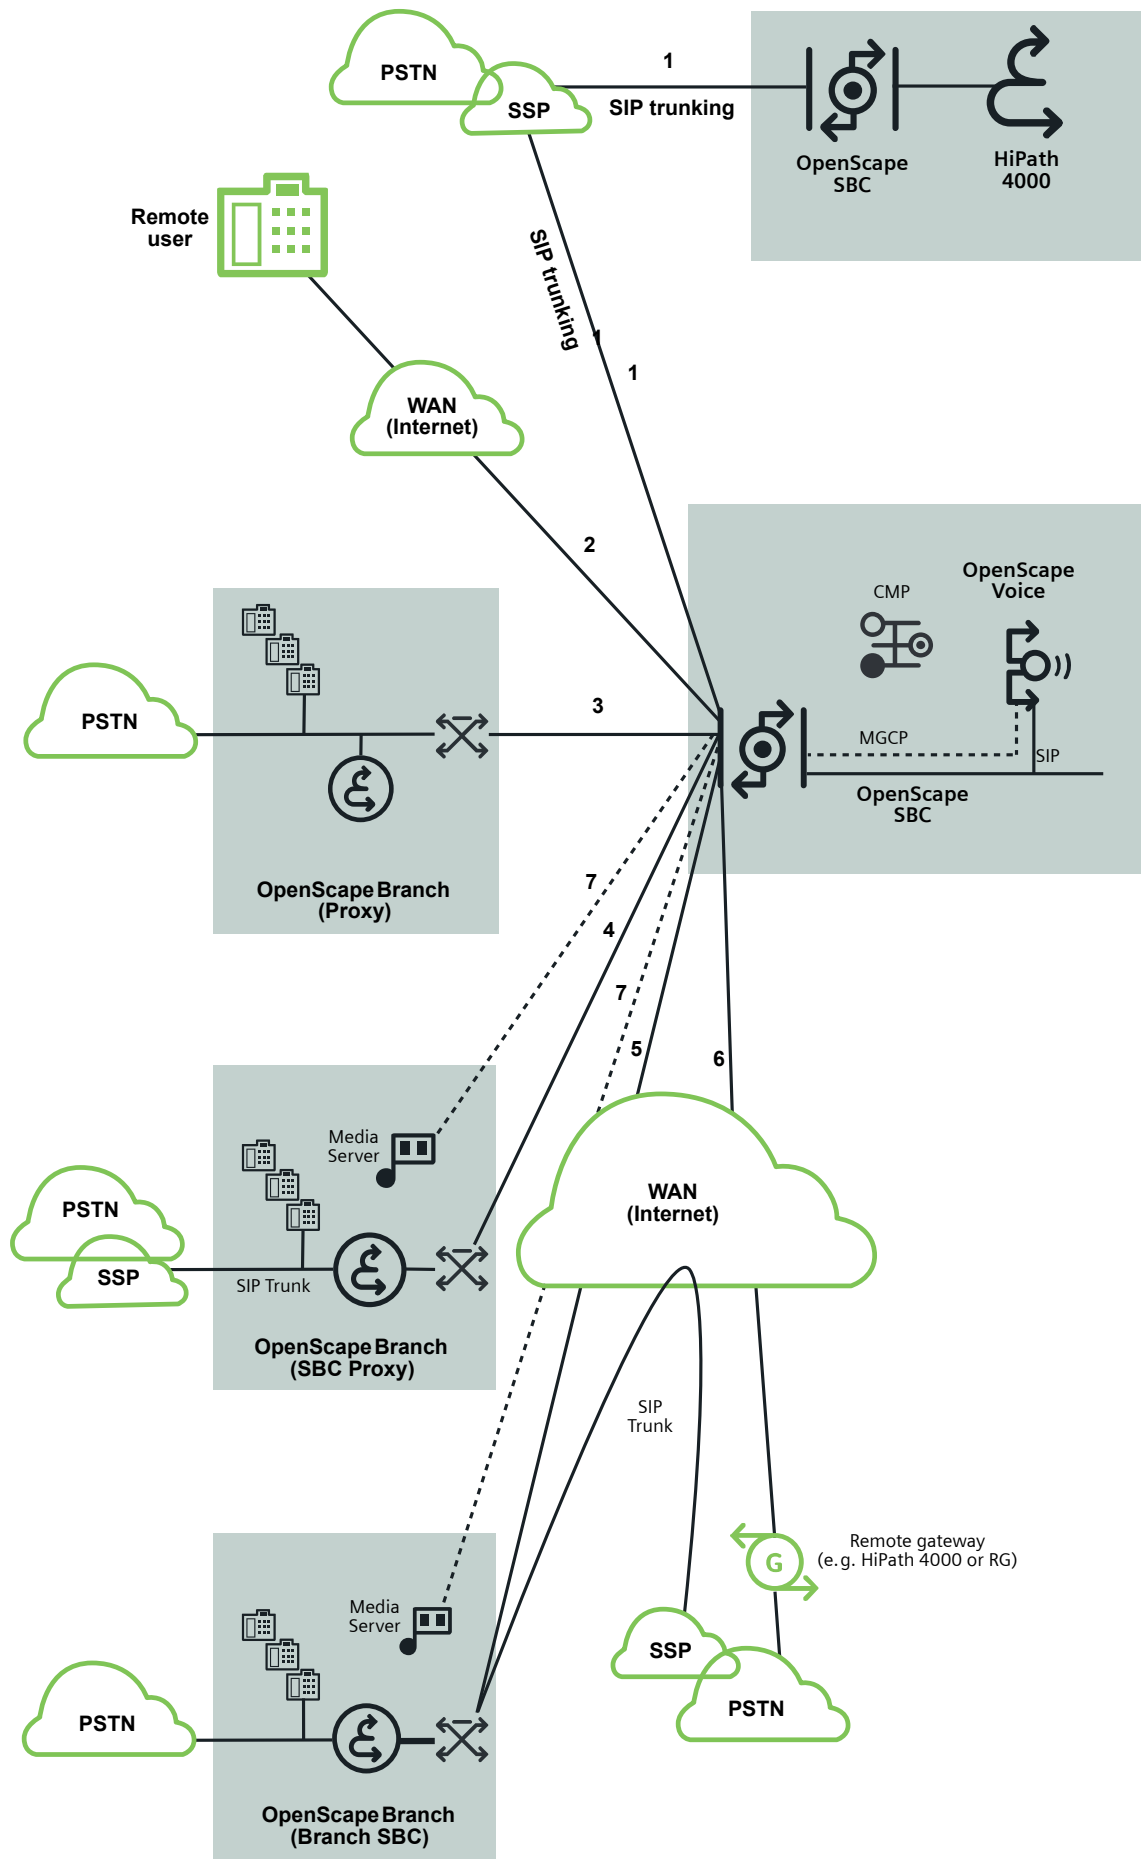 PSTN
SSP
1
SIP trunking
OpenScape
SBC
HiPath
4000
Remote
user
SIP trunking
1
WAN
(Internet)
2
CMP
OpenScape
Voice
PSTN
3
MGCP
SIP
OpenScape
SBC
OpenScape Branch
(Proxy)
7
4
7
5
6
Media
Server
PSTN
SSP
SIP Trunk
WAN
(Internet)
OpenScape Branch
(SBC Proxy)
SIP
Trunk
G
Remote gateway
(e.g. HiPath 4000 or RG)
Media
Server
SSP
PSTN
PSTN
OpenScape Branch
(Branch SBC)